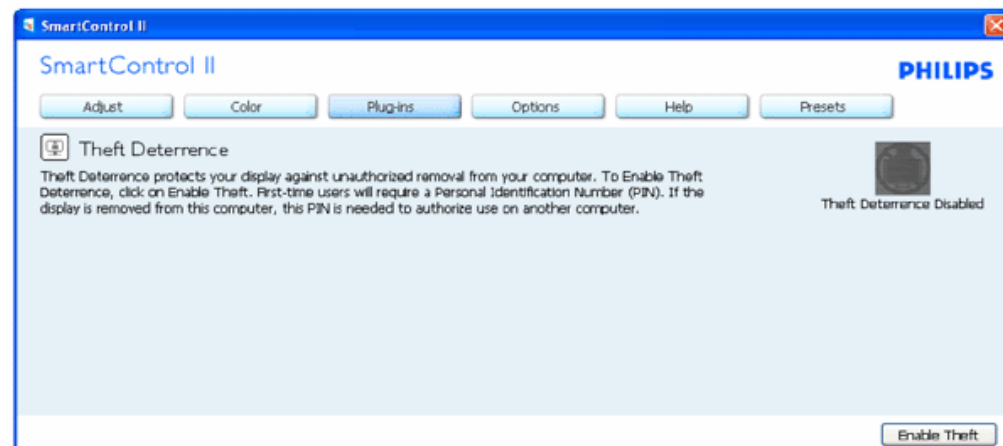 SmartControl II
SmartControl II
PHILIPS
Adjust
Color
Plug-ins
Options
Help
Presets
Theft Deterrence
Theft Deterrence protects your display against unauthorized removal from your computer. To Enable Theft
Deterrence, click on Enable Theft. First-time users will require a Personal Identification Number (PIN). If the
display is removed from this computer, this PIN is needed to authorize use on another computer.
Theft Deterrence Disabled
Enable Theft